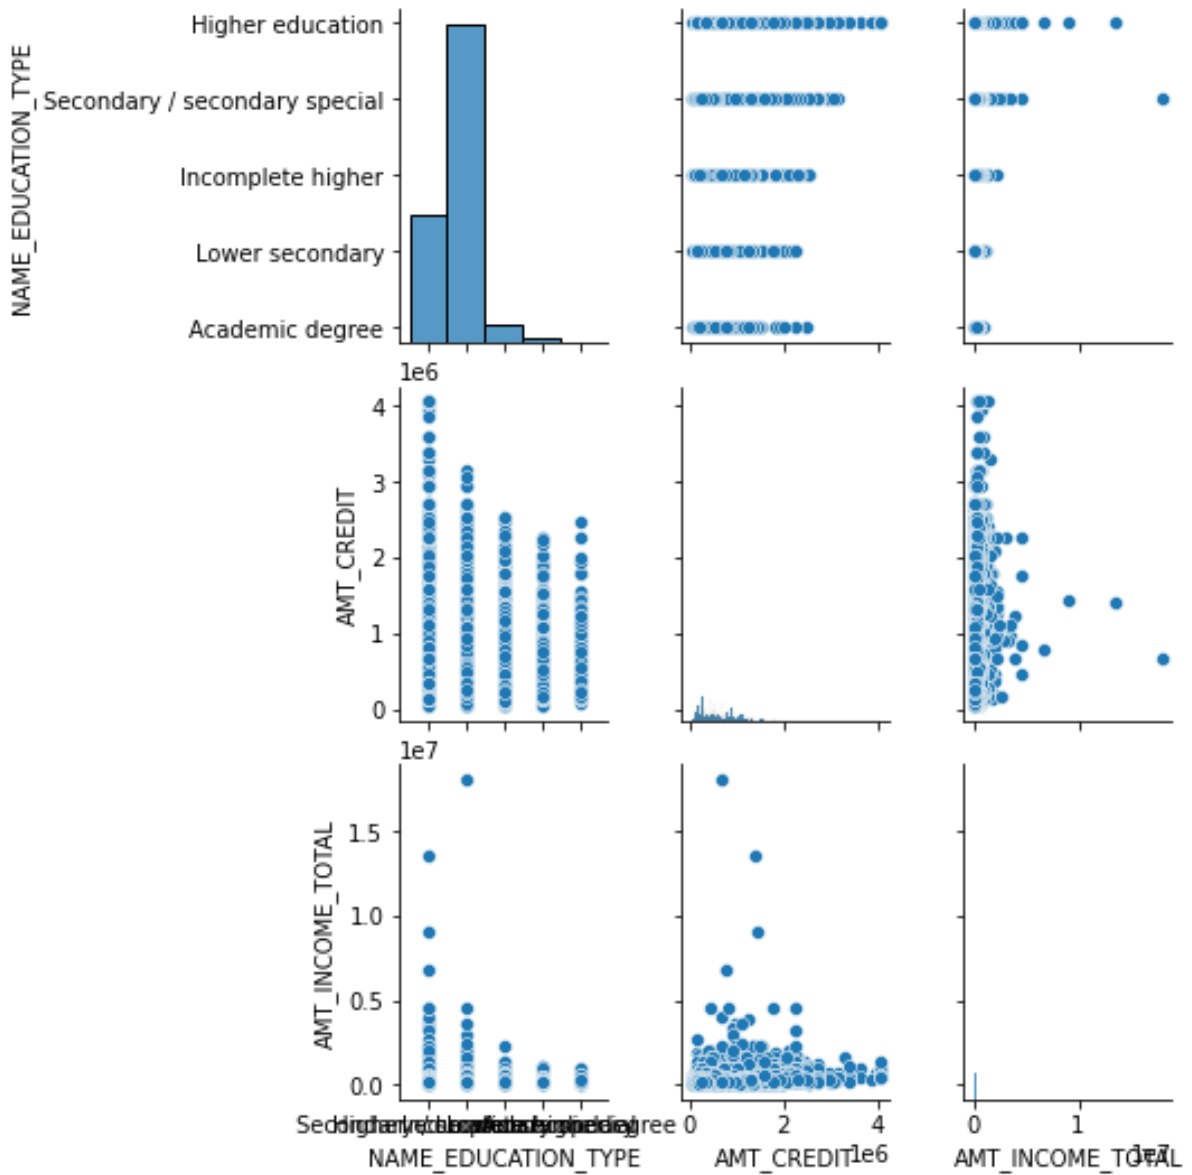 NAME_EDUCATION_TYPE
Higher education
Secondary / secondary special
Incomplete higher
Lower secondary
Academic degree
1e6
AMT_CREDIT
4
3
2
1
0
1e7
AMT_INCOME_TOTAL
1.5
1.0
0.5
0.0
degree
0 2 4
0 1
1e6
1e7
NAME_EDUCATION_TYPE AMT_CREDIT AMT_INCOME_TOTAL